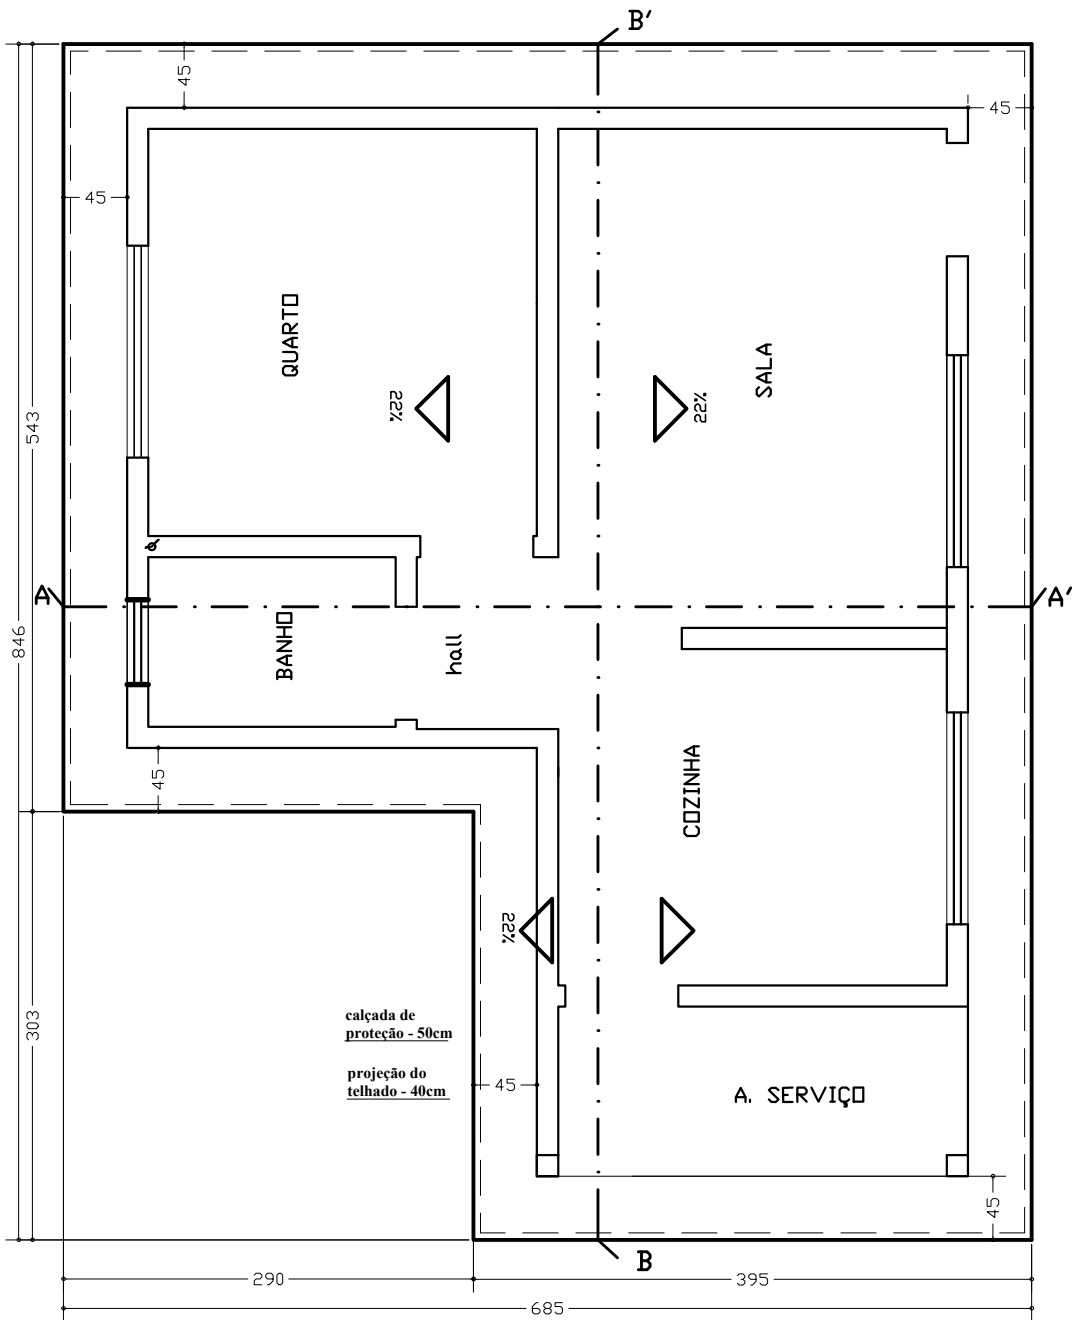 B'
45
45
45
QUARTO
SALA
22%
22%
543
A
A'
846
BANHO
hall
45
COZINHA
22%
303
calçada de
proteção - 50cm
projeção do
telhado - 40cm
45
A. SERVIÇO
45
B
290
395
685